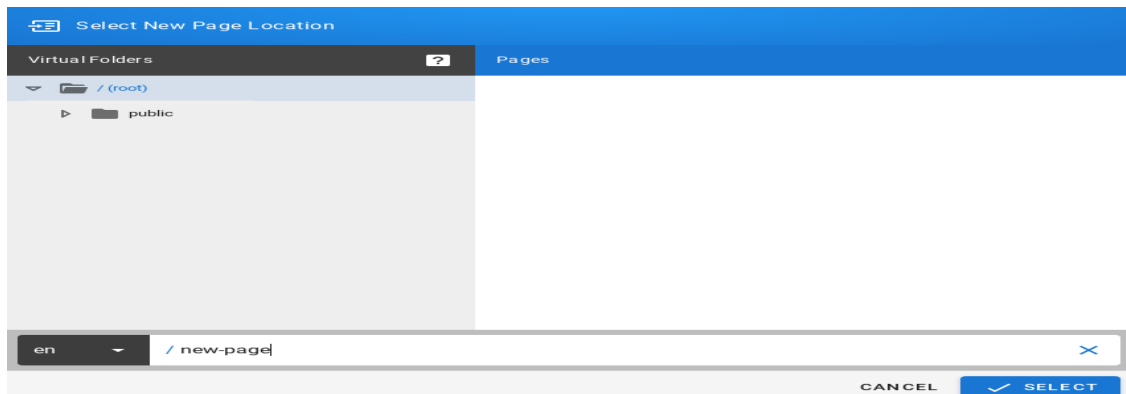 Select New Page Location
Virtual Folders ? Pages
/ (root)
public
en / new-page
CANCEL SELECT